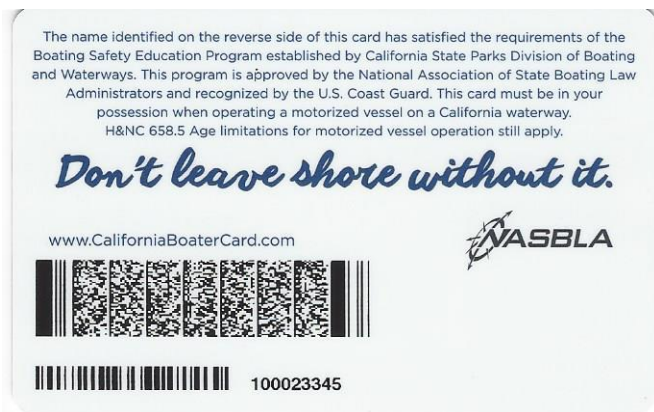 The name identified on the reverse side of this card has satisfied the requirements of the
Boating Safety Education Program established by California State Parks Division of Boating
and Waterways. This program is approved by the National Association of State Boating Law
Administrators and recognized by the U.S. Coast Guard. This card must be in your
possession when operating a motorized vessel on a California waterway.
H&NC 658.5 Age limitations for motorized vessel operation still apply.
Don't leave shore without it.
www.CaliforniaBoaterCard.com
NASBLA
100023345